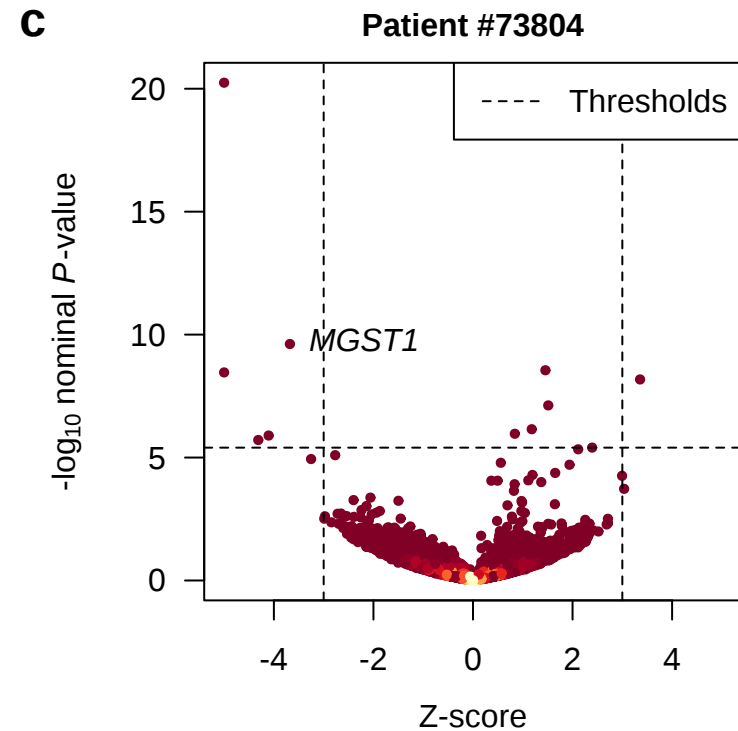 c
Patient #73804
Thresholds
MGST1
-log10 nominal P-value
20
15
10
5
0
-4 -2 0 2 4
Z-score